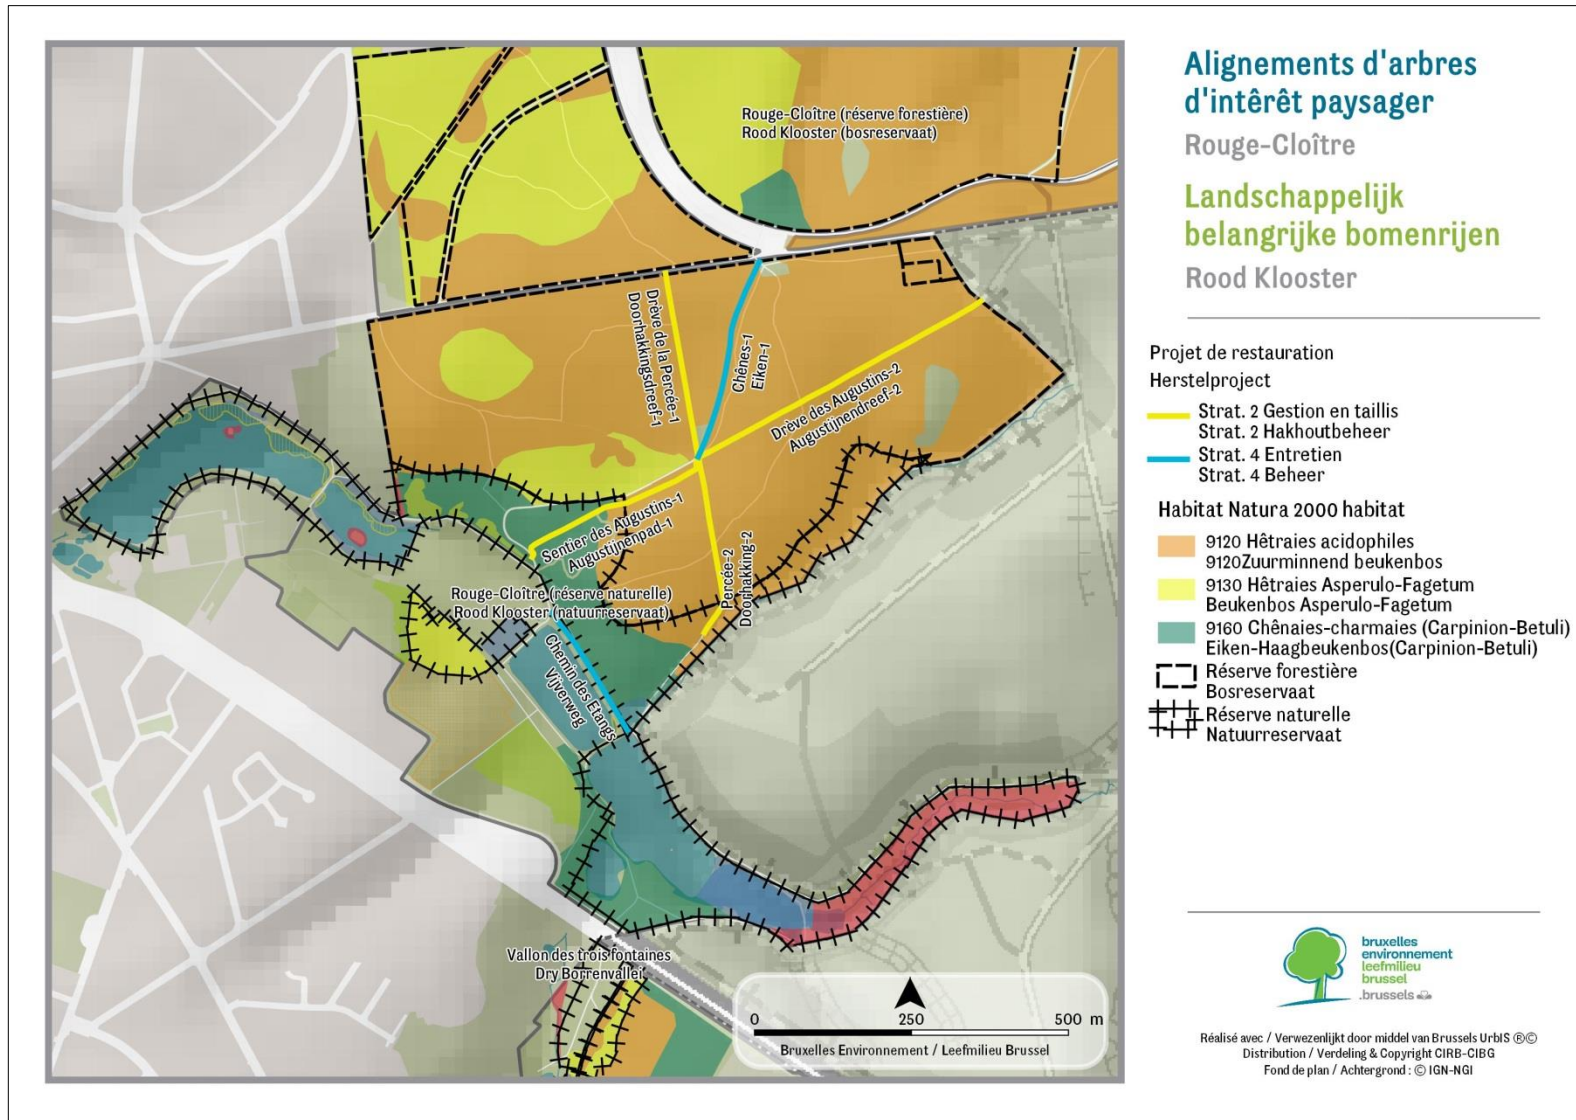 Alignements d'arbres
d'intêrêt paysager
Rouge-Cloître
Landschappelijk
belangrijke bomenrijen
Rood Klooster
Projet de restauration
Herstelproject
Strat. 2 Gestion en taillis
Strat. 2 Hakhoutbeheer
Strat. 4 Entretien
Strat. 4 Beheer
Habitat Natura 2000 habitat
9120 Hêtraies acidophiles
9120Zuurminnend beukenbos
9130 Hêtraies Asperulo-Fagetum
Beukenbos Asperulo-Fagetum
9160 Chênaies-charmaies (Carpinion-Betuli)
Eiken-Haagbeukenbos(Carpinion-Betuli)
Réserve forestière
Bosreservaat
Réserve naturelle
Natuurreservaat
Rouge-Cloître (réserve forestière)
Rood Klooster (bosreservaat)
Drève de la Percée-1
Doorhakkingsdreef-1
Chênes-1
Eiken-1
Drève des Augustins-2
Augustijnendreef-2
Sentier des Augustins-1
Augustijnenpad-1
Percée-2
Doorhakking-2
Rouge-Cloître (réserve naturelle)
Rood Klooster (natuurreservaat)
Chemin des Etangs
Vijverweg
Vallon des trois fontaines
Dry Borrenvallei
0 250 500 m
Bruxelles Environnement / Leefmilieu Brussel
bruxelles
environnement
leefmilieu
brussel
.brussels
Réalisé avec / Verwezenlijkt door middel van Brussels UrbIS ®©
Distribution / Verdeling & Copyright CIRB-CIBG
Fond de plan / Achtergrond : © IGN-NGI